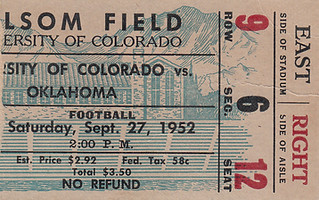 LSOM FIELD
ERSITY OF COLORADO
RSITY OF COLORADO vs.
OKLAHOMA
FOOTBALL
Saturday, Sept. 27, 1952
2:00 P. M.
Est. Price $2.92 Fed. Tax 58c
Total $3.50
NO REFUND
9
ROW
6
SEC.
12
SEAT
EAST
SIDE OF STADIUM
RIGHT
SIDE OF AISLE